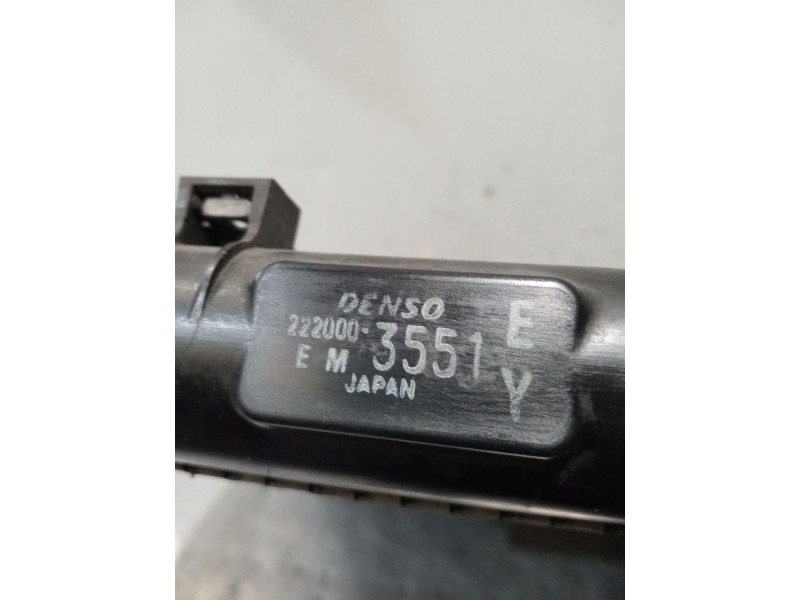 DENSO
222000-3551 E
E M Y
JAPAN